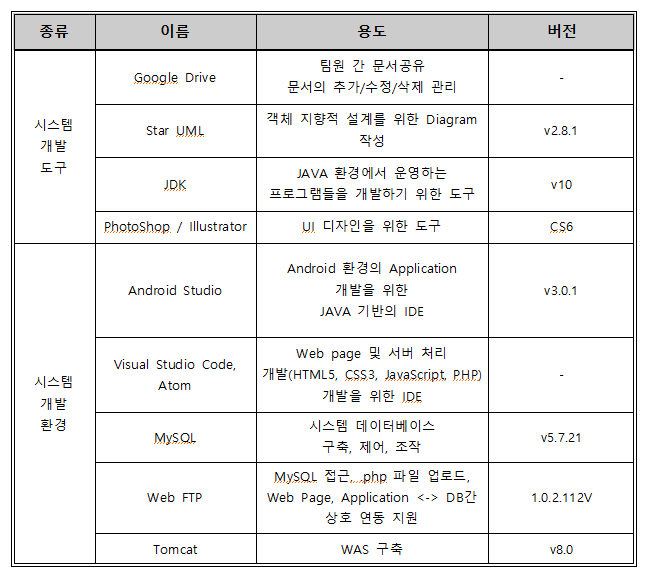 종류 이름 용도 버전
시스템
개발
도구
Google Drive
팀원 간 문서공유
문서의 추가/수정/삭제 관리
-
Star UML
객체 지향적 설계를 위한 Diagram
작성
v2.8.1
JDK
JAVA 환경에서 운영하는
프로그램들을 개발하기 위한 도구
v10
PhotoShop / Illustrator
UI 디자인을 위한 도구
CS6
시스템
개발
환경
Android Studio
Android 환경의 Application
개발을 위한
JAVA 기반의 IDE
v3.0.1
Visual Studio Code,
Atom
Web page 및 서버 처리
개발(HTML5, CSS3, JavaScript, PHP)
개발을 위한 IDE
-
MySQL
시스템 데이터베이스
구축, 제어, 조작
v5.7.21
Web FTP
MySQL 접근, .php 파일 업로드,
Web Page, Application <-> DB간
상호 연동 지원
1.0.2.112V
Tomcat
WAS 구축
v8.0